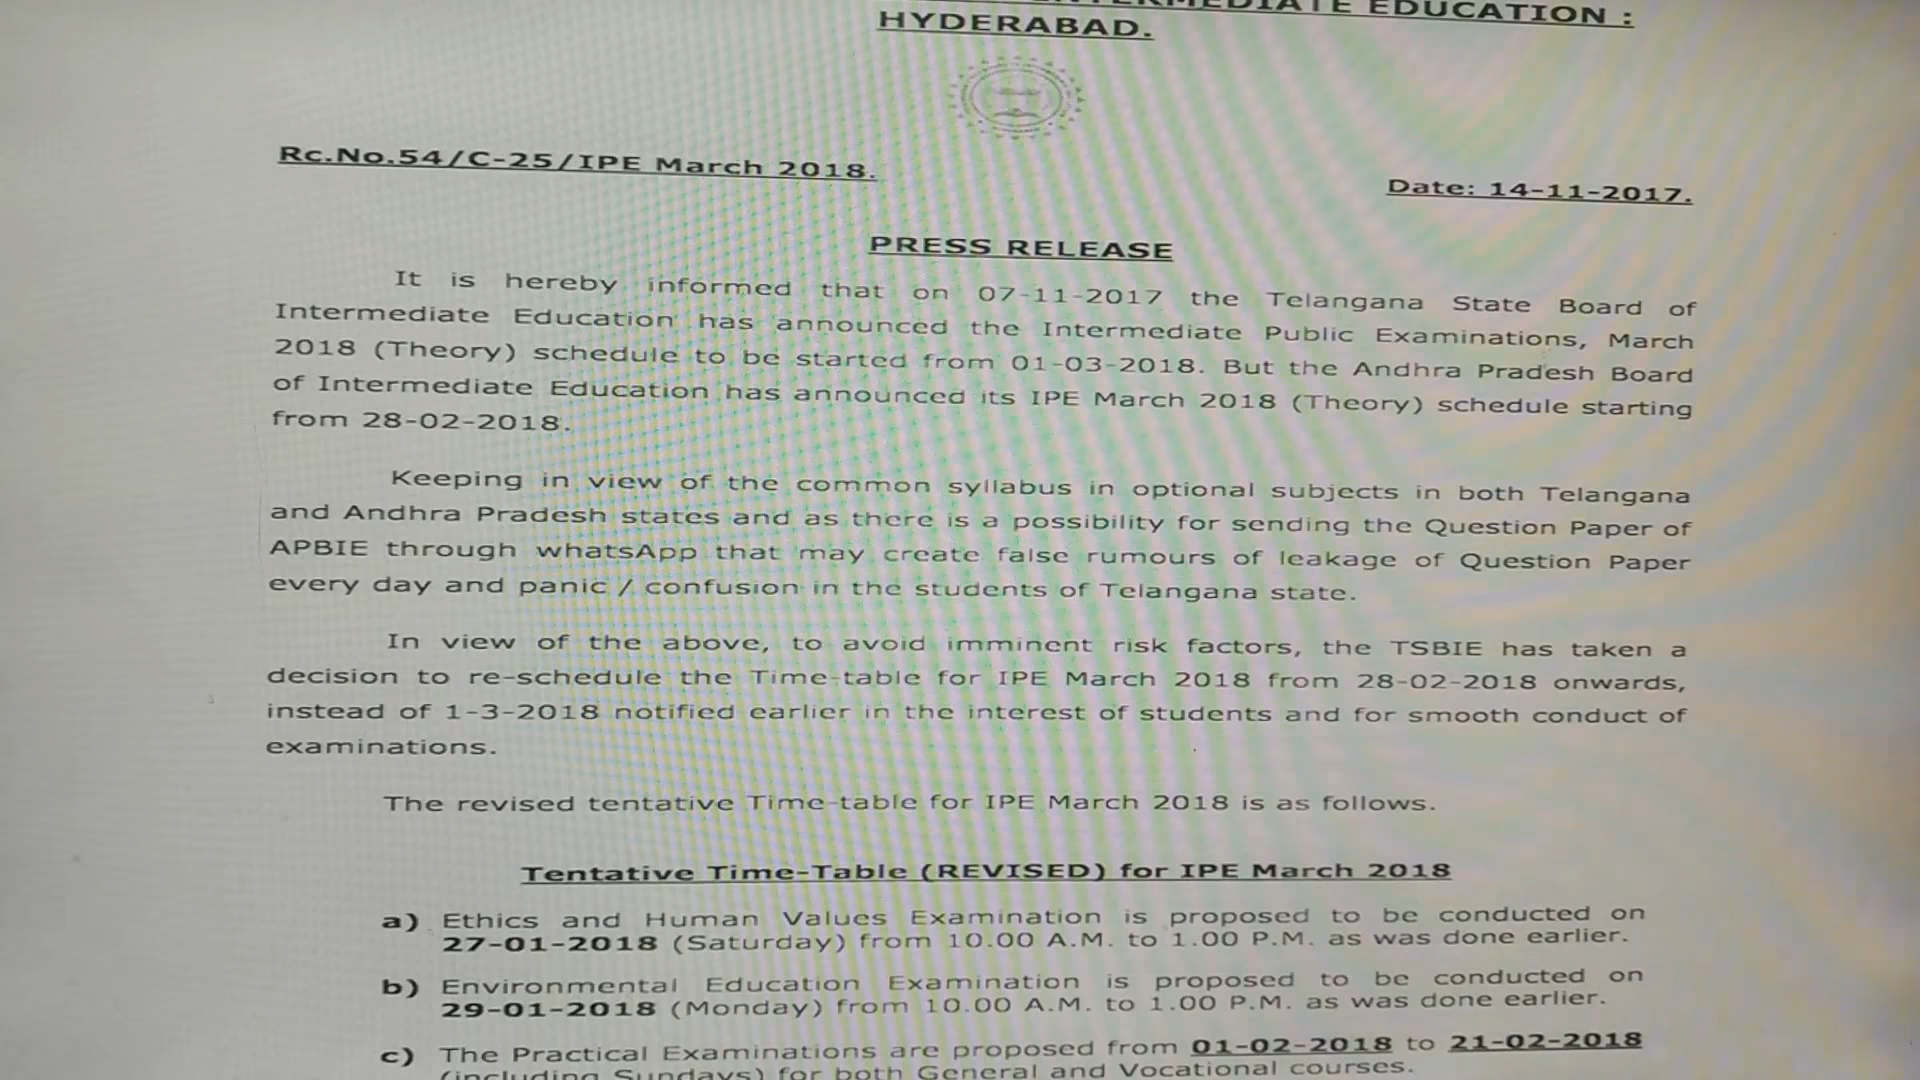 EDUCATION :
HYDERABAD.
Rc.No.54/C-25/IPE March 2018.
Date: 14-11-2017.
PRESS RELEASE
It is hereby informed that on 07-11-2017 the Telangana State Board of
Intermediate Education has announced the Intermediate Public Examinations, March
2018 (Theory) schedule to be started from 01-03-2018. But the Andhra Pradesh Board
of Intermediate Education has announced its IPE March 2018 (Theory) schedule starting
from 28-02-2018.
Keeping in view of the common syllabus in optional subjects in both Telangana
and Andhra Pradesh states and as there is a possibility for sending the Question Paper of
APBIE through whatsApp that may create false rumours of leakage of Question Paper
every day and panic / confusion in the students of Telangana state.
In view of the above, to avoid imminent risk factors, the TSBIE has taken a
decision to re-schedule the Time-table for IPE March 2018 from 28-02-2018 onwards,
instead of 1-3-2018 notified earlier in the interest of students and for smooth conduct of
examinations.
The revised tentative Time-table for IPE March 2018 is as follows.
Tentative Time-Table (REVISED) for IPE March 2018
a) Ethics and Human Values Examination is proposed to be conducted on
27-01-2018 (Saturday) from 10.00 A.M. to 1.00 P.M. as was done earlier.
b) Environmental Education Examination is proposed to be conducted on
29-01-2018 (Monday) from 10.00 A.M. to 1.00 P.M. as was done earlier.
c) The Practical Examinations are proposed from 01-02-2018 to 21-02-2018
(including Sundays) for both General and Vocational courses.